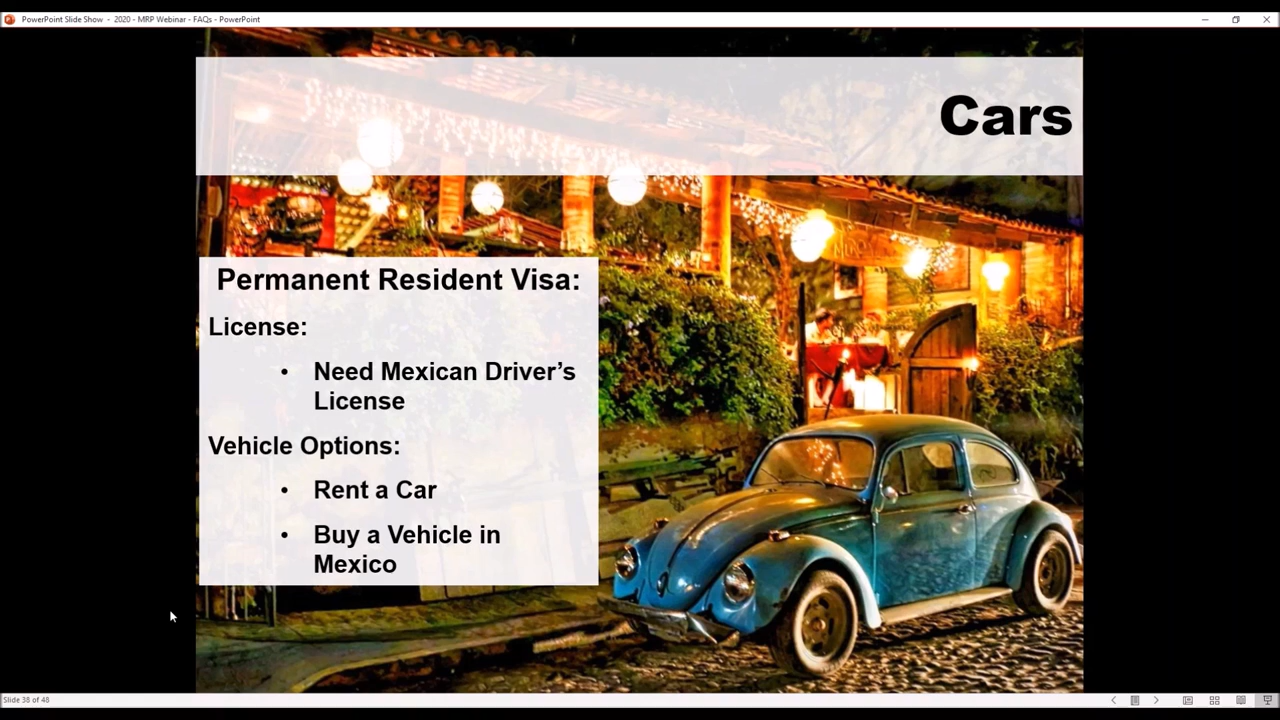 PowerPoint Slide Show - 2020 - MRP Webinar - FAQs - PowerPoint
Cars
Permanent Resident Visa:
License:
• Need Mexican Driver’s
License
Vehicle Options:
• Rent a Car
• Buy a Vehicle in
Mexico
Slide 38 of 48